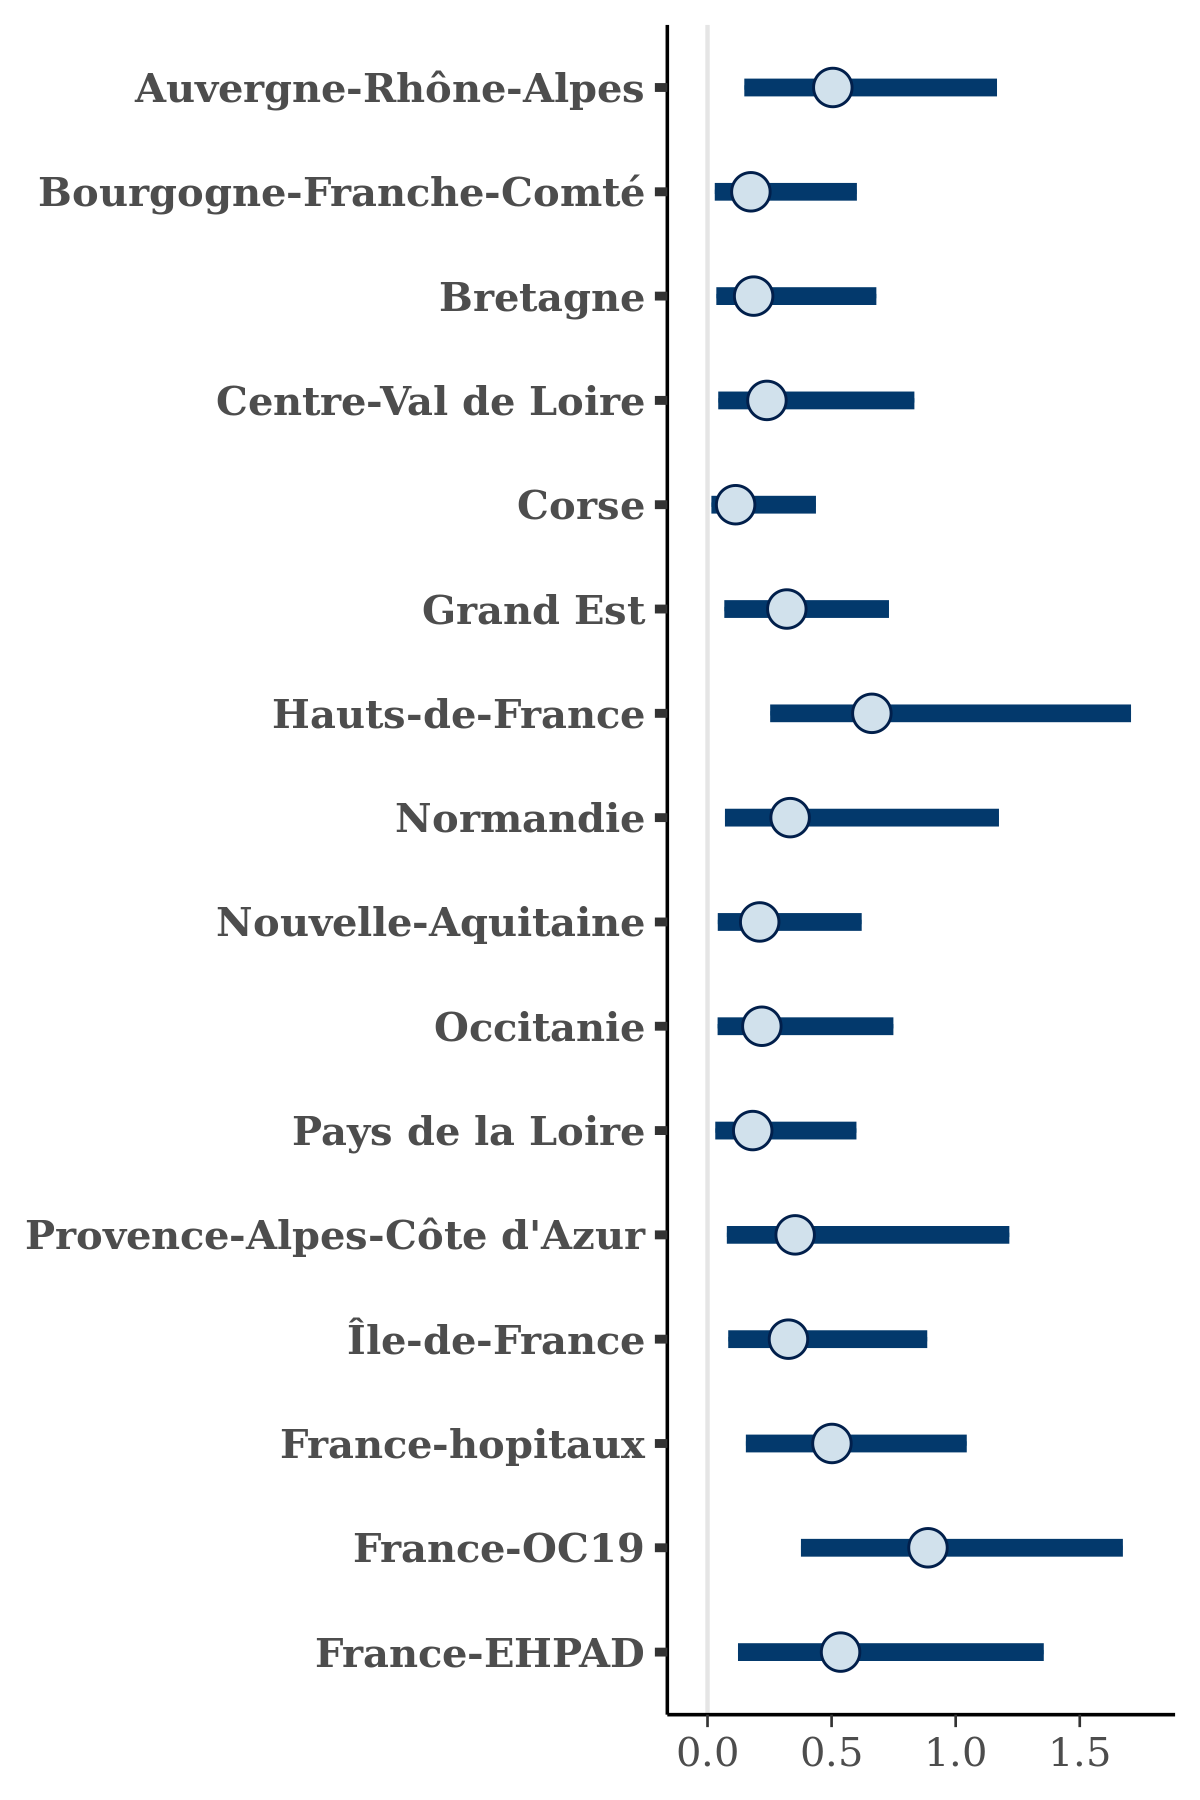 Auvergne-Rhône-Alpes
Bourgogne-Franche-Comté
Bretagne
Centre-Val de Loire
Corse
Grand Est
Hauts-de-France
Normandie
Nouvelle-Aquitaine
Occitanie
Pays de la Loire
Provence-Alpes-Côte d'Azur
Île-de-France
France-hopitaux
France-OC19
France-EHPAD
0.0 0.5 1.0 1.5